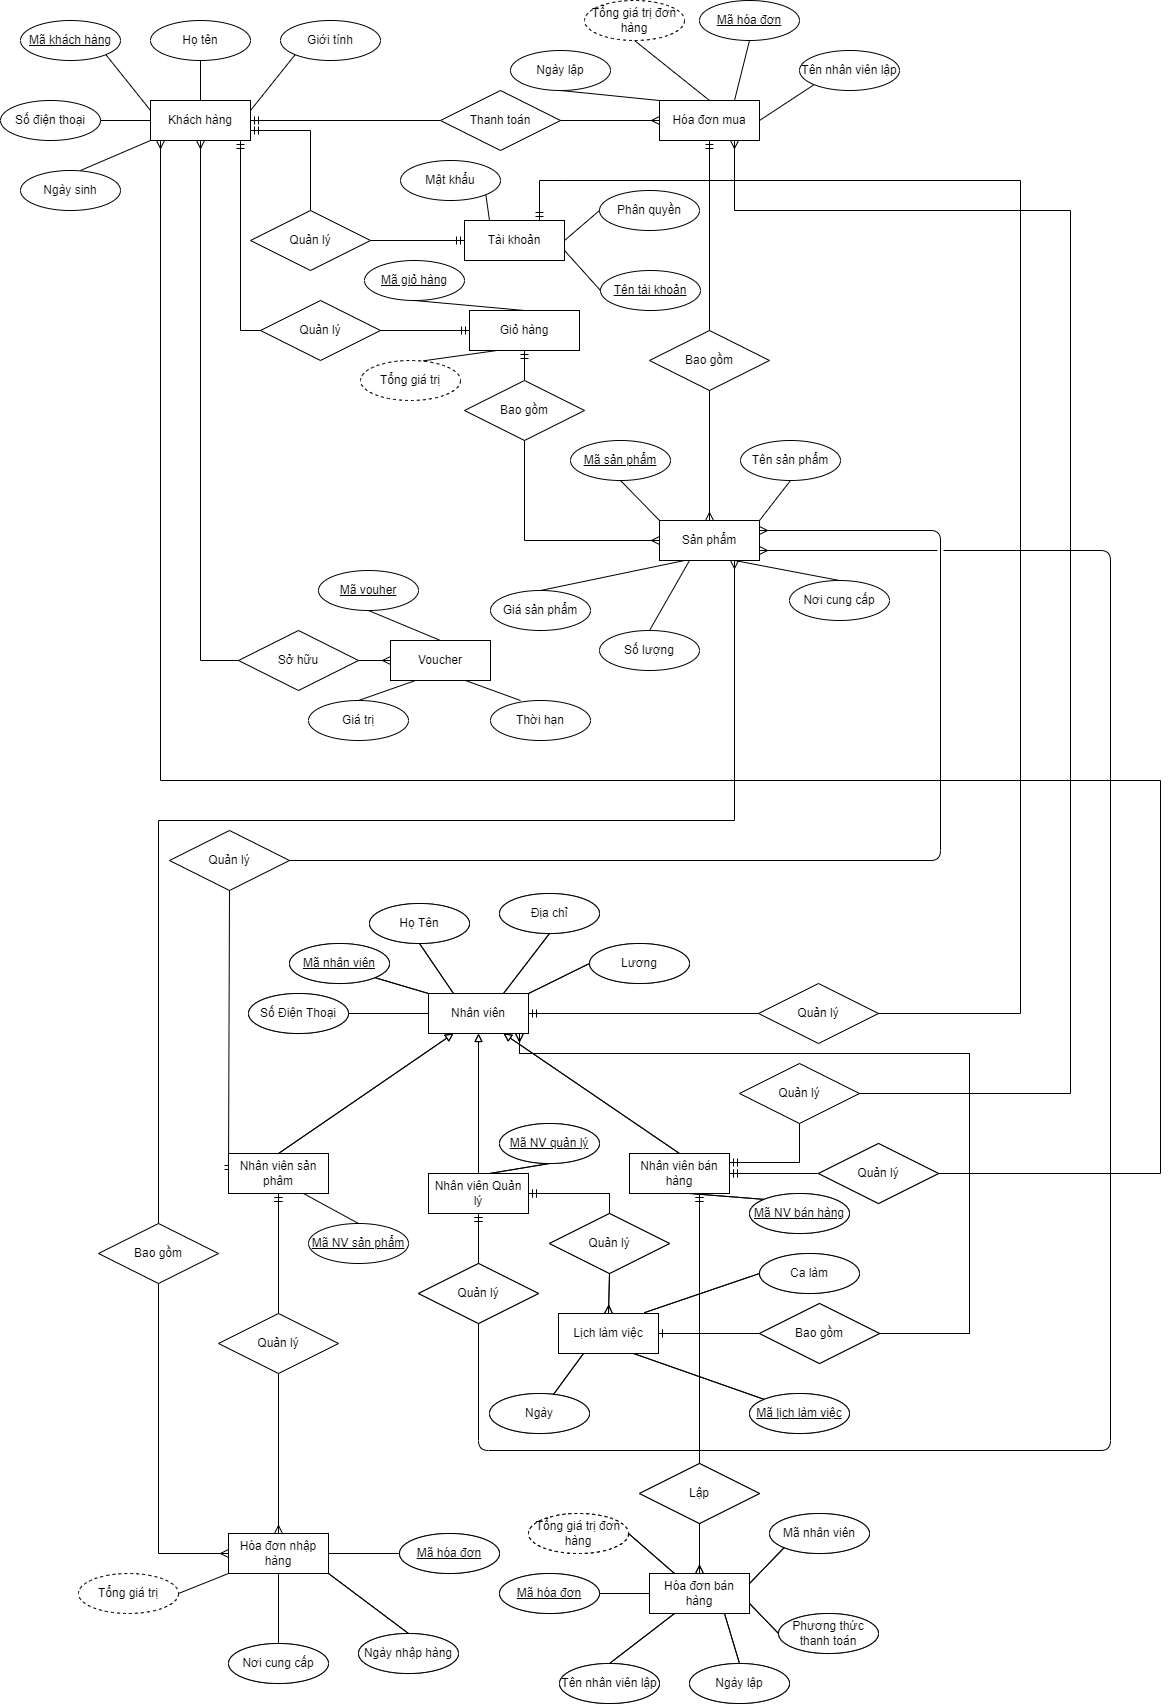 Tổng giá trị đơn
hàng
Mã hóa đơn
Mã khách hàng
Họ tên
Giới tính
Ngày lập
Tên nhân viên lập
Số điện thoại
Khách hàng
Thanh toán
Hóa đơn mua
Ngày sinh
Mật khẩu
Phân quyền
Quản lý
Tài khoản
Mã giỏ hàng
Tên tài khoản
Quản lý
Giỏ hàng
Tổng giá trị
Bao gồm
Bao gồm
Mã sản phẩm
Tên sản phẩm
Sản phẩm
Mã vouher
Giá sản phẩm
Nơi cung cấp
Số lượng
Sở hữu
Voucher
Giá trị
Thời hạn
Quản lý
Họ Tên
Địa chỉ
Mã nhân viên
Lương
Số Điện Thoại
Nhân viên
Quản lý
Quản lý
Mã NV quản lý
Nhân viên sản
phẩm
Nhân viên Quản
lý
Nhân viên bán
hàng
Quản lý
Mã NV bán hàng
Mã NV sản phẩm
Bao gồm
Quản lý
Quản lý
Ca làm
Quản lý
Lịch làm việc
Bao gồm
Ngày
Mã lịch làm việc
Lập
Tổng giá trị đơn
hàng
Mã nhân viên
Hóa đơn nhập
hàng
Mã hóa đơn
Tổng giá trị
Mã hóa đơn
Hóa đơn bán
hàng
Phương thức
thanh toán
Nơi cung cấp
Ngày nhập hàng
Tên nhân viên lập
Ngày lập